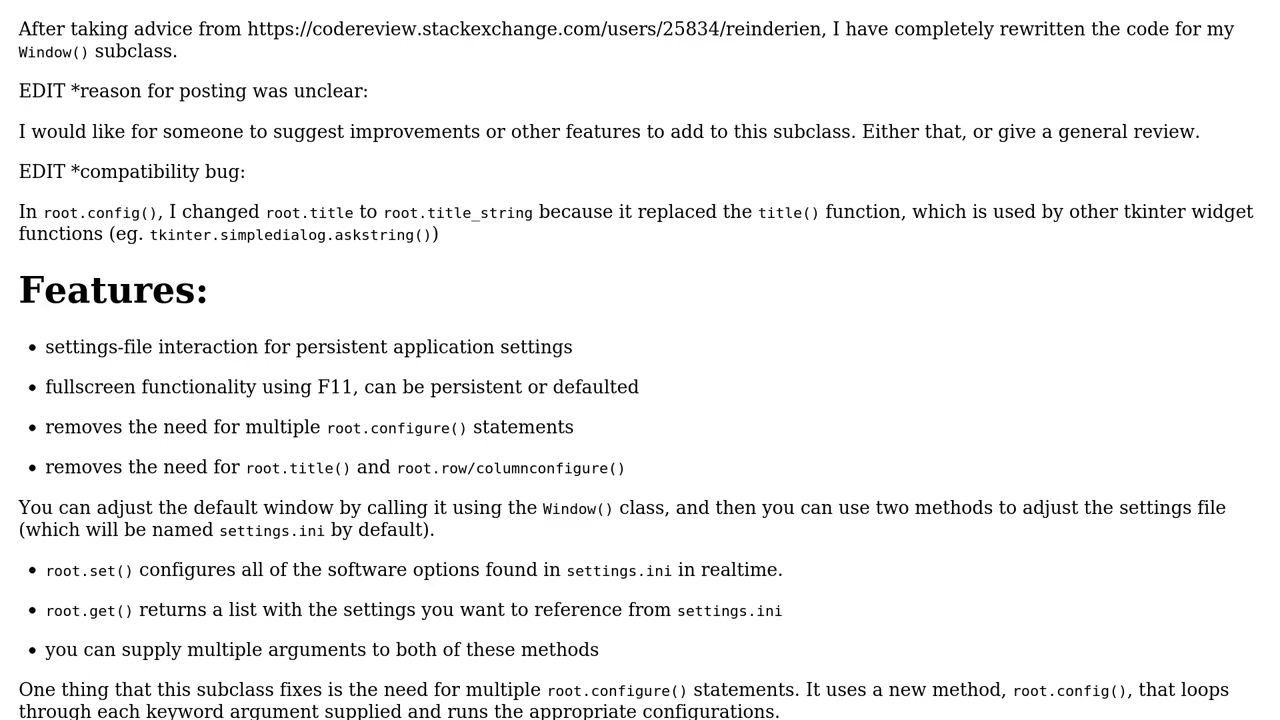 After taking advice from https://codereview.stackexchange.com/users/25834/reinderien, I have completely rewritten the code for my
Window() subclass.
EDIT *reason for posting was unclear:
I would like for someone to suggest improvements or other features to add to this subclass. Either that, or give a general review.
EDIT *compatibility bug:
In root.config(), I changed root.title to root.title_string because it replaced the title() function, which is used by other tkinter widget
functions (eg. tkinter.simpledialog.askstring())
Features:
• settings-file interaction for persistent application settings
• fullscreen functionality using F11, can be persistent or defaulted
• removes the need for multiple root.configure() statements
• removes the need for root.title() and root.row/columnconfigure()
You can adjust the default window by calling it using the Window() class, and then you can use two methods to adjust the settings file
(which will be named settings.ini by default).
• root.set() configures all of the software options found in settings.ini in realtime.
• root.get() returns a list with the settings you want to reference from settings.ini
• you can supply multiple arguments to both of these methods
One thing that this subclass fixes is the need for multiple root.configure() statements. It uses a new method, root.config(), that loops
through each keyword argument supplied and runs the appropriate configurations.